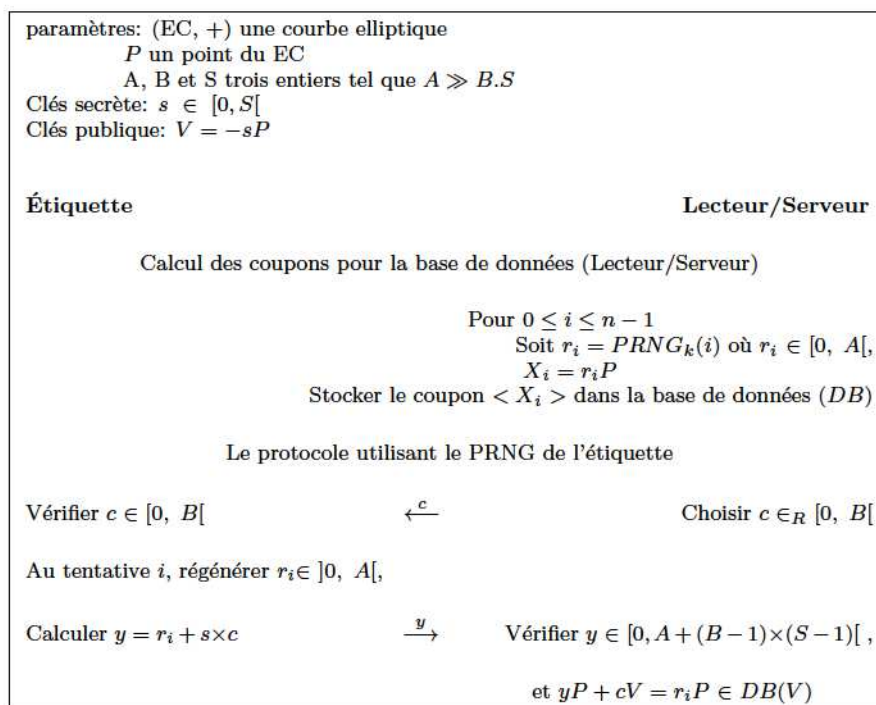 paramètres: (EC, +) une courbe elliptique
P un point du EC
A, B et S trois entiers tel que A ≫ B.S
Clés secrète: s ∈ [0, S[
Clés publique: V = −sP
Étiquette Lecteur/Serveur
Calcul des coupons pour la base de données (Lecteur/Serveur)
Pour 0 ≤ i ≤ n − 1
Soit r_i = PRNG_k(i) où r_i ∈ [0, A[,
X_i = r_iP
Stocker le coupon < X_i > dans la base de données (DB)
Le protocole utilisant le PRNG de l'étiquette
Vérifier c ∈ [0, B[ ←c Choisir c ∈_R [0, B[
Au tentative i, régénérer r_i∈ ]0, A[,
Calculer y = r_i + s×c →y Vérifier y ∈ [0, A + (B − 1)×(S − 1)[ ,
et yP + cV = r_iP ∈ DB(V)